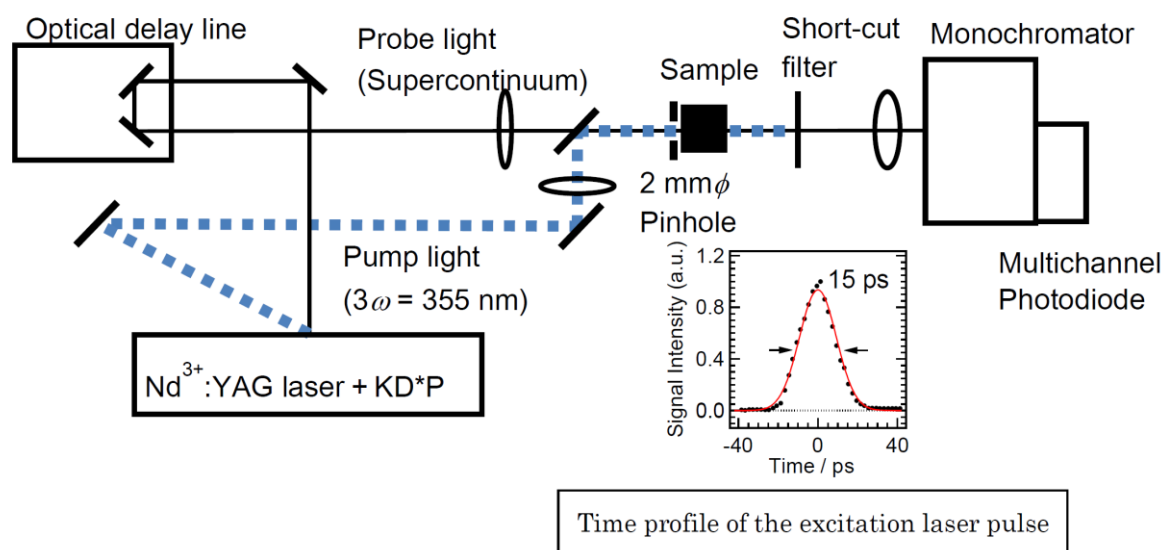 Optical delay line
Probe light
(Supercontinuum)
Sample
Short-cut
filter
Monochromator
2 mmϕ
Pinhole
Pump light
(3ω = 355 nm)
Multichannel
Photodiode
Nd³⁺:YAG laser + KD*P
Signal Intensity (a.u.)
1.2
0.8
0.4
0.0
15 ps
-40
0
40
Time / ps
Time profile of the excitation laser pulse